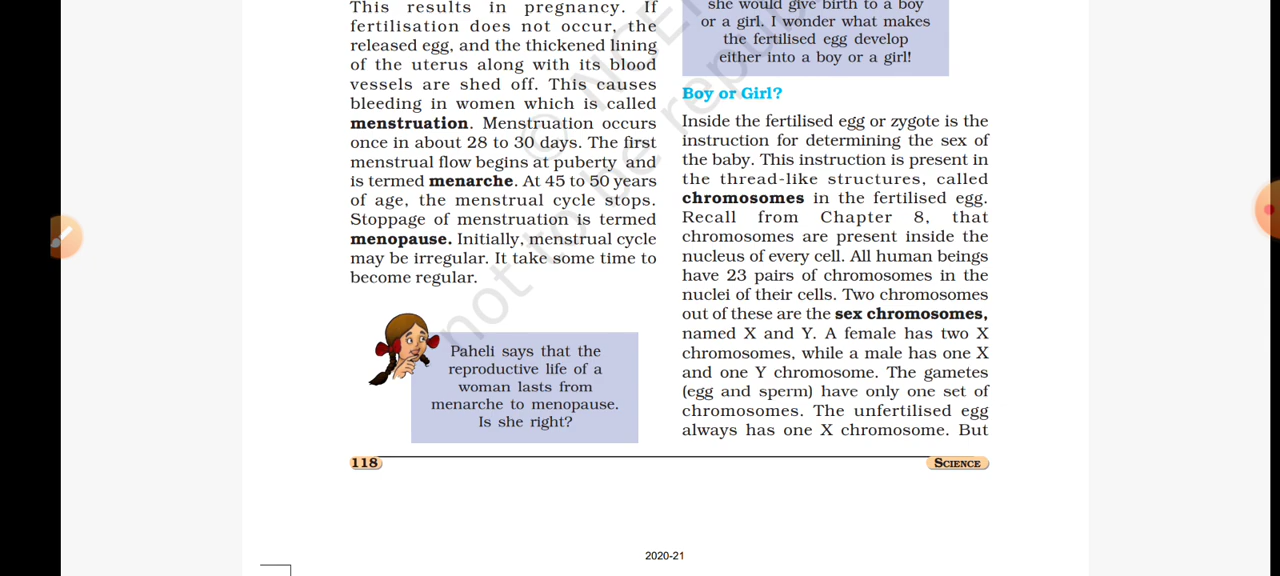 This results in pregnancy. If
fertilisation does not occur, the
released egg, and the thickened lining
of the uterus along with its blood
vessels are shed off. This causes
bleeding in women which is called
menstruation. Menstruation occurs
once in about 28 to 30 days. The first
menstrual flow begins at puberty and
is termed menarche. At 45 to 50 years
of age, the menstrual cycle stops.
Stoppage of menstruation is termed
menopause. Initially, menstrual cycle
may be irregular. It take some time to
become regular.
Paheli says that the
reproductive life of a
woman lasts from
menarche to menopause.
Is she right?
she would give birth to a boy
or a girl. I wonder what makes
the fertilised egg develop
either into a boy or a girl!
Boy or Girl?
Inside the fertilised egg or zygote is the
instruction for determining the sex of
the baby. This instruction is present in
the thread-like structures, called
chromosomes in the fertilised egg.
Recall from Chapter 8, that
chromosomes are present inside the
nucleus of every cell. All human beings
have 23 pairs of chromosomes in the
nuclei of their cells. Two chromosomes
out of these are the sex chromosomes,
named X and Y. A female has two X
chromosomes, while a male has one X
and one Y chromosome. The gametes
(egg and sperm) have only one set of
chromosomes. The unfertilised egg
always has one X chromosome. But
118
SCIENCE
2020-21
not to be repub